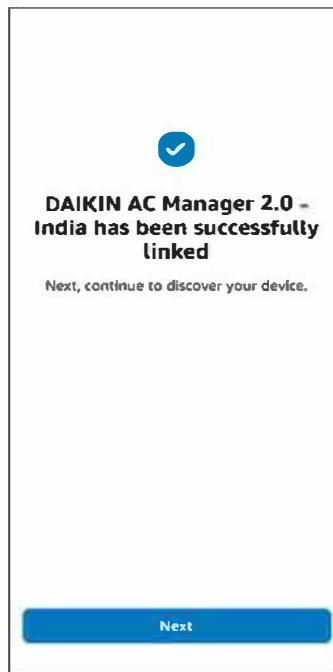 DAIKIN AC Manager 2.0 -
India has been successfully
linked
Next, continue to discover your device.
Next